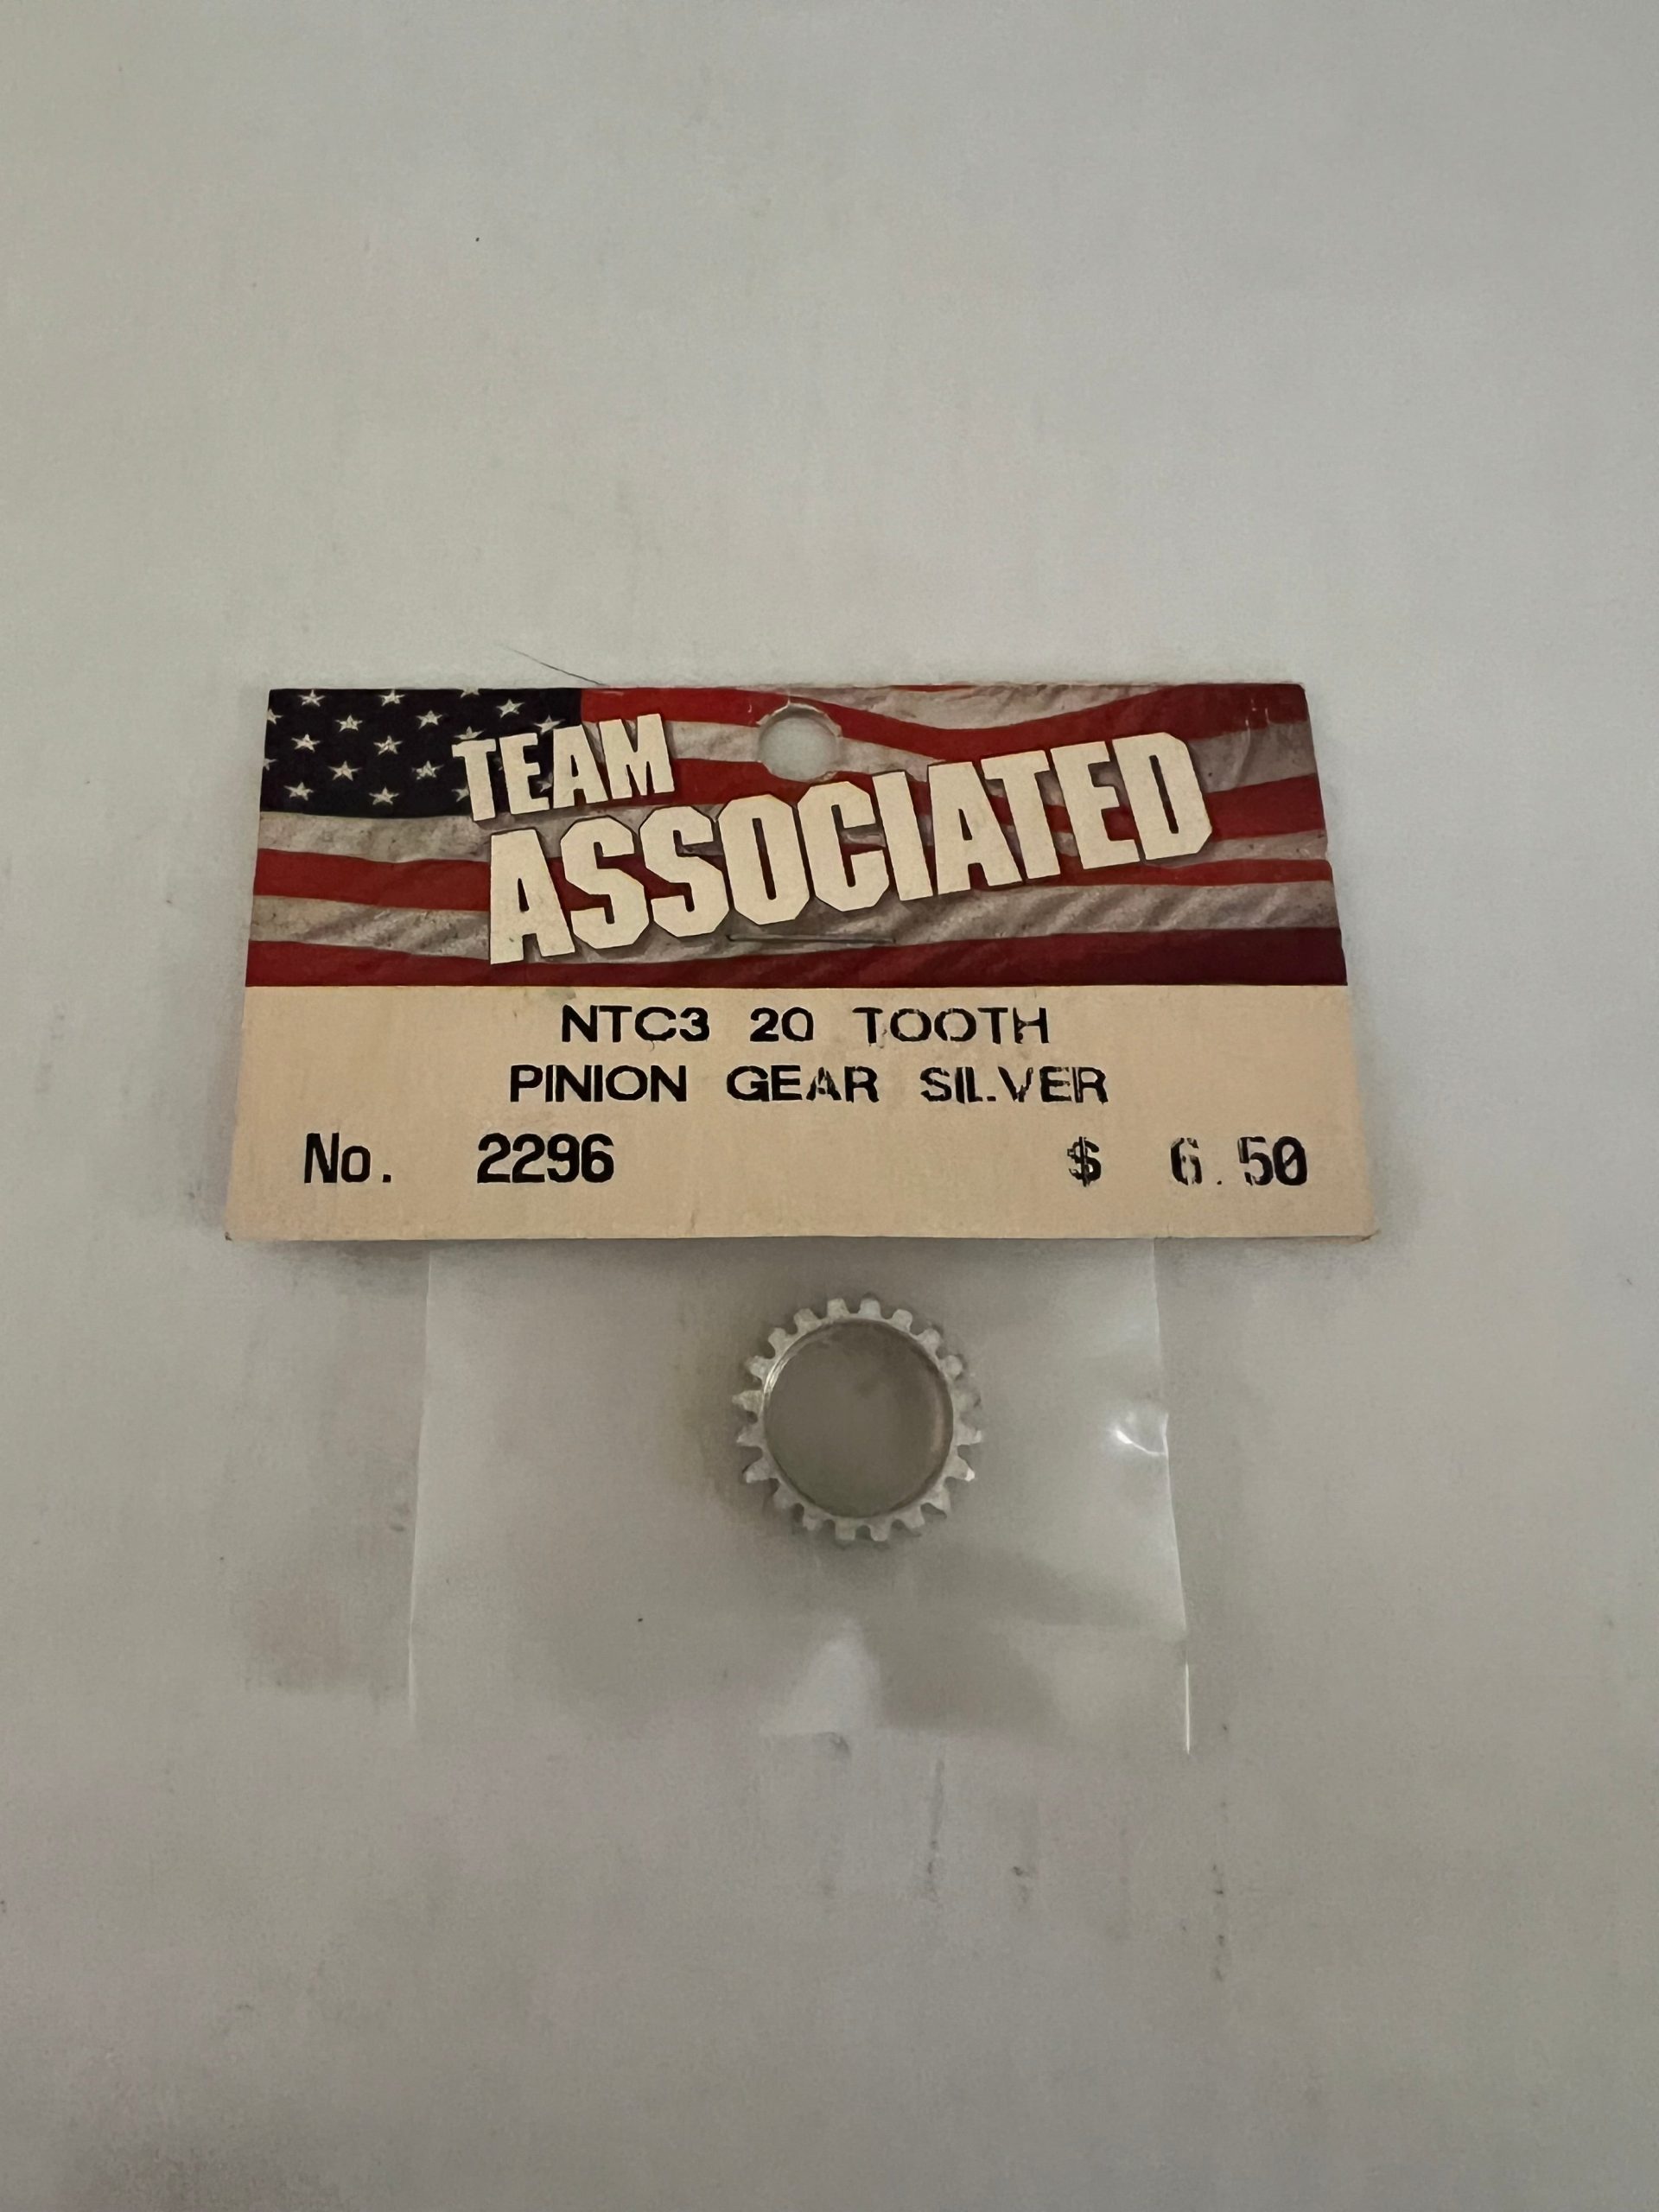 TEAM
ASSOCIATED
NTC3 20 TOOTH
PINION GEAR SILVER
No. 2296 $ 6.50